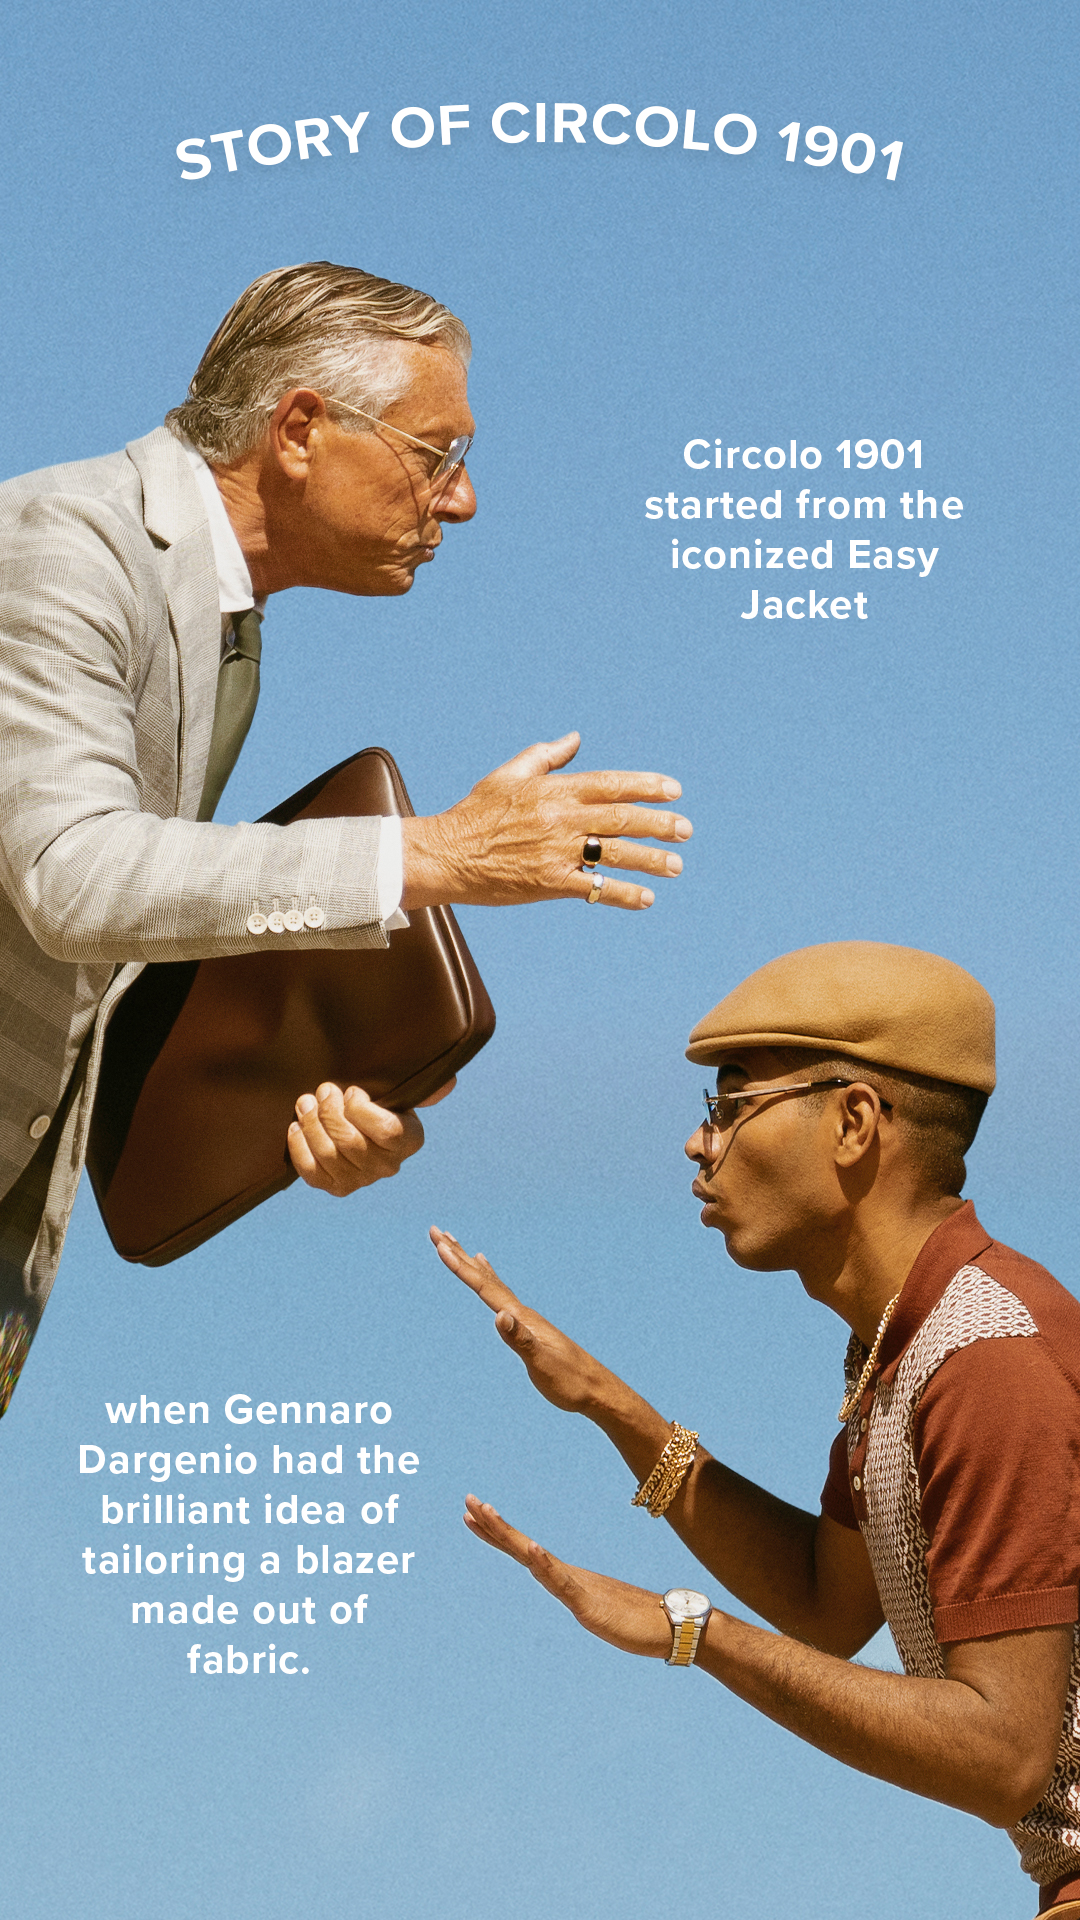 STORY OF CIRCOLO 1901
Circolo 1901
started from the
iconized Easy
Jacket
when Gennaro
Dargenio had the
brilliant idea of
tailoring a blazer
made out of
fabric.